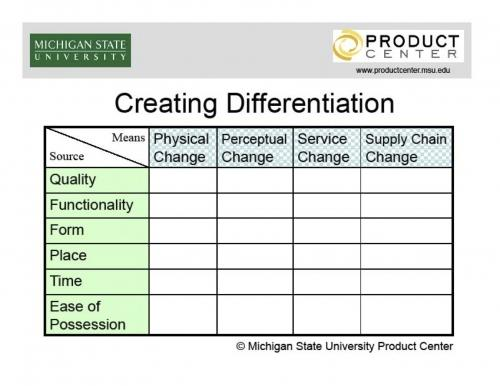 MICHIGAN STATE
UNIVERSITY
PRODUCT
CENTER
www.productcenter.msu.edu
Creating Differentiation
Means
Source
Physical
Change
Perceptual
Change
Service
Change
Supply Chain
Change
Quality
Functionality
Form
Place
Time
Ease of
Possession
© Michigan State University Product Center